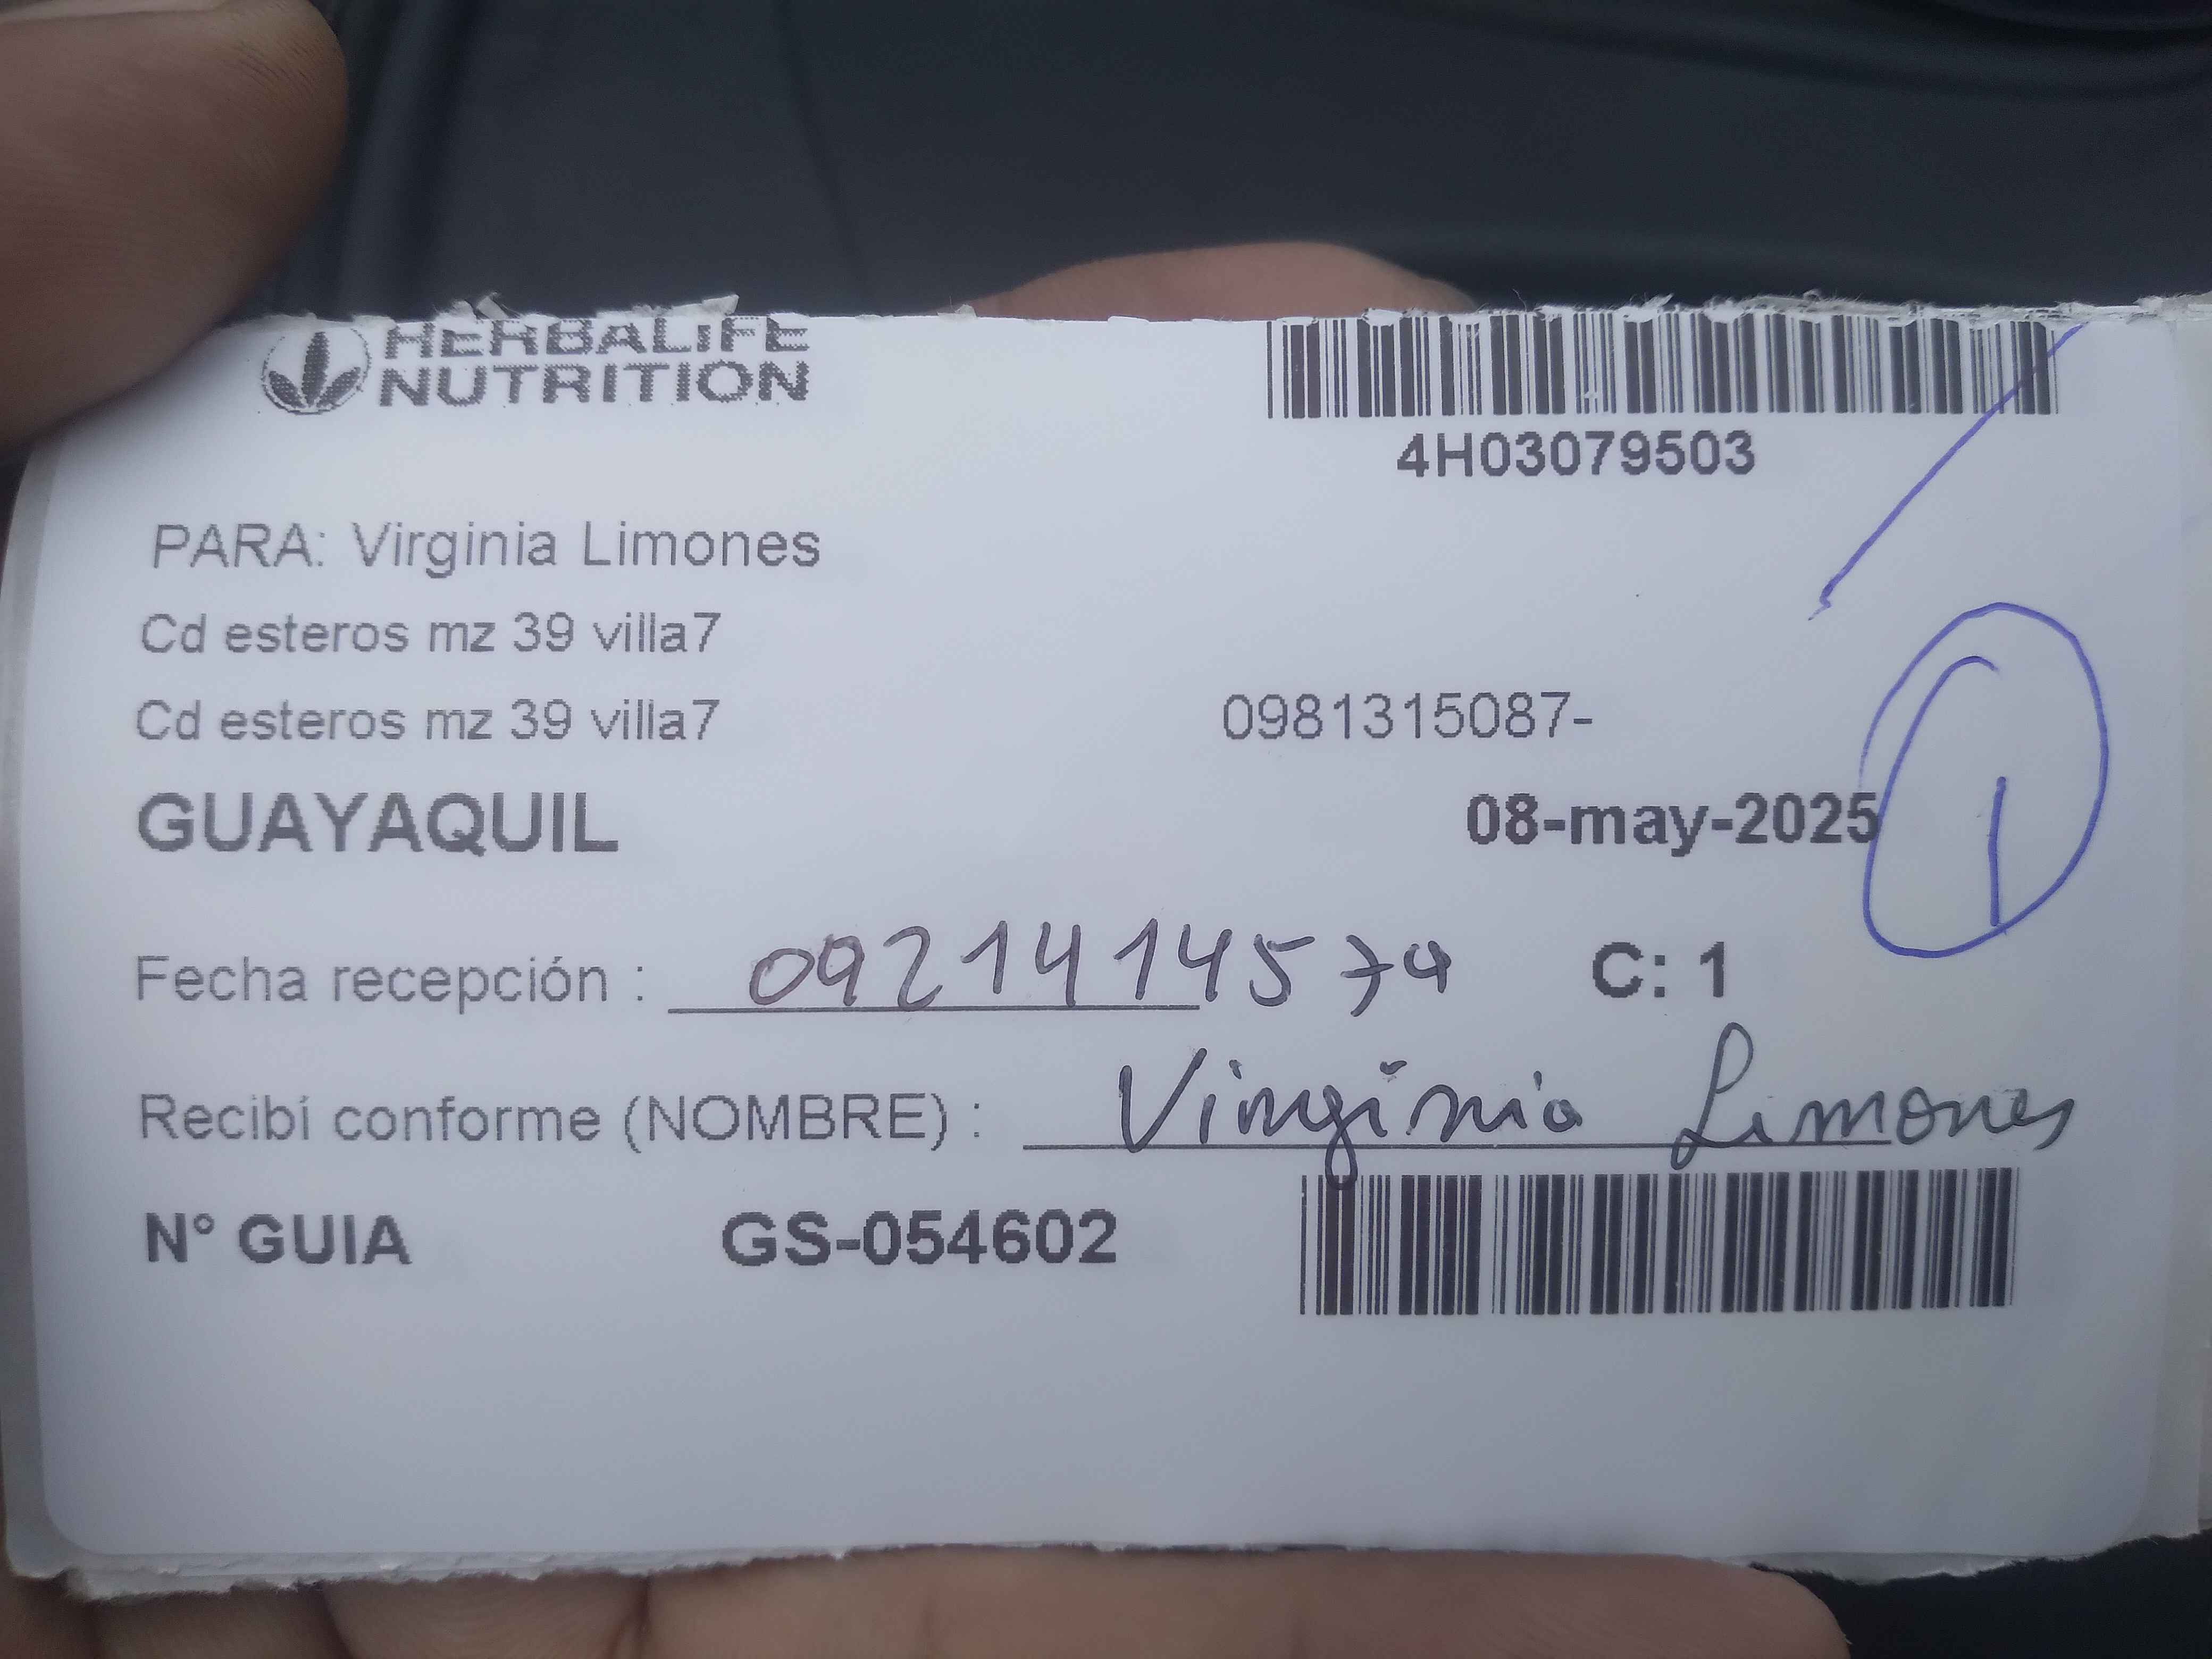 HERBALIFE
NUTRITION
4H03079503
PARA: Virginia Limones
Cd esteros mz 39 villa7
Cd esteros mz 39 villa7 0981315087-
GUAYAQUIL 08-may-2025
1
Fecha recepción : 0921414574 C: 1
Recibí conforme (NOMBRE) : Virginia Limones
N° GUIA GS-054602